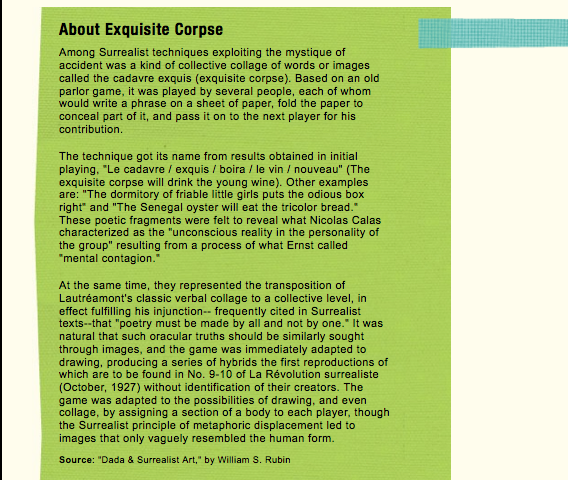 About Exquisite Corpse
Among Surrealist techniques exploiting the mystique of
accident was a kind of collective collage of words or images
called the cadavre exquis (exquisite corpse). Based on an old
parlor game, it was played by several people, each of whom
would write a phrase on a sheet of paper, fold the paper to
conceal part of it, and pass it on to the next player for his
contribution.
The technique got its name from results obtained in initial
playing, "Le cadavre / exquis / boira / le vin / nouveau" (The
exquisite corpse will drink the young wine). Other examples
are: "The dormitory of friable little girls puts the odious box
right" and "The Senegal oyster will eat the tricolor bread."
These poetic fragments were felt to reveal what Nicolas Calas
characterized as the "unconscious reality in the personality of
the group" resulting from a process of what Ernst called
"mental contagion."
At the same time, they represented the transposition of
Lautréamont's classic verbal collage to a collective level, in
effect fulfilling his injunction-- frequently cited in Surrealist
texts--that "poetry must be made by all and not by one." It was
natural that such oracular truths should be similarly sought
through images, and the game was immediately adapted to
drawing, producing a series of hybrids the first reproductions of
which are to be found in No. 9-10 of La Révolution surrealiste
(October, 1927) without identification of their creators. The
game was adapted to the possibilities of drawing, and even
collage, by assigning a section of a body to each player, though
the Surrealist principle of metaphoric displacement led to
images that only vaguely resembled the human form.
Source: "Dada & Surrealist Art," by William S. Rubin